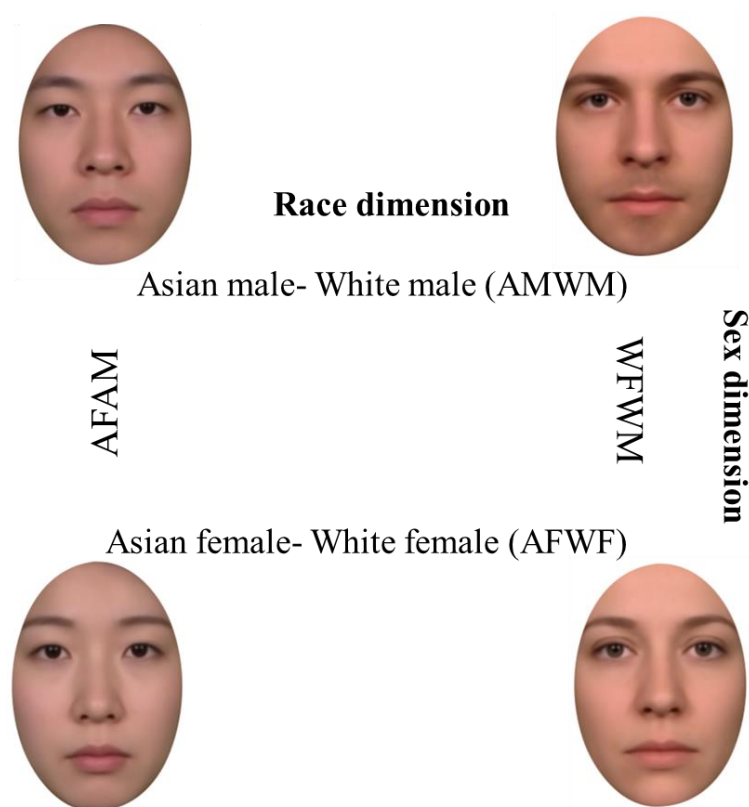 Race dimension
Asian male- White male (AMWM)
AFAM
WFWM
Sex dimension
Asian female- White female (AFWF)